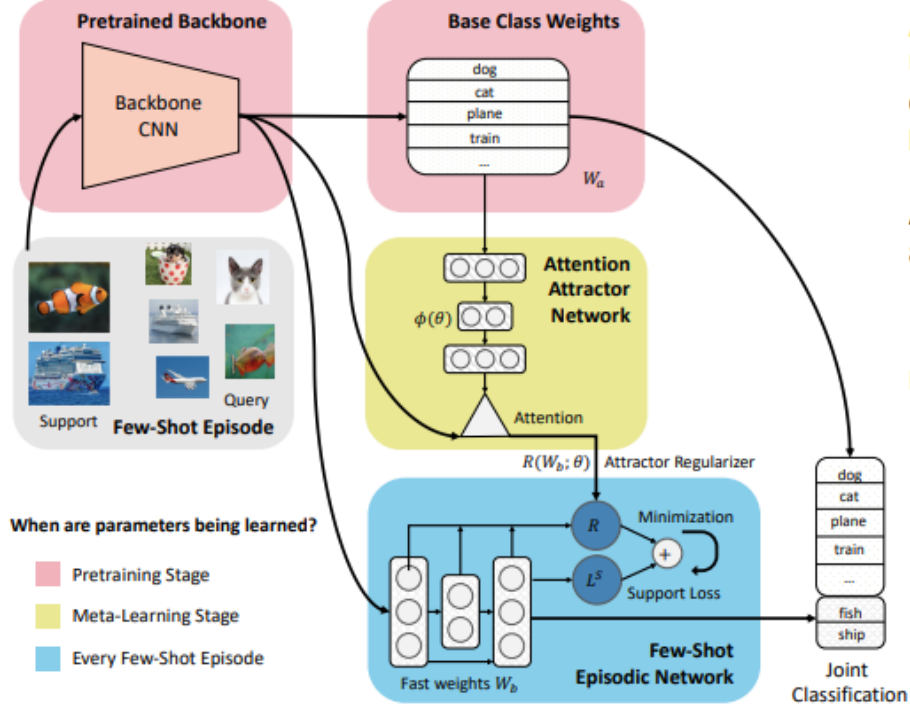 Pretrained Backbone
Backbone
CNN
Base Class Weights
dog
cat
plane
train
...
W_a
Support
Query
Few-Shot Episode
Attention
Attractor
Network
ϕ(θ)
Attention
R(W_b; θ)
Attractor Regularizer
When are parameters being learned?
Pretraining Stage
Meta-Learning Stage
Every Few-Shot Episode
R
Minimization
+
L^S
Support Loss
Fast weights W_b
Few-Shot
Episodic Network
dog
cat
plane
train
...
fish
ship
Joint
Classification